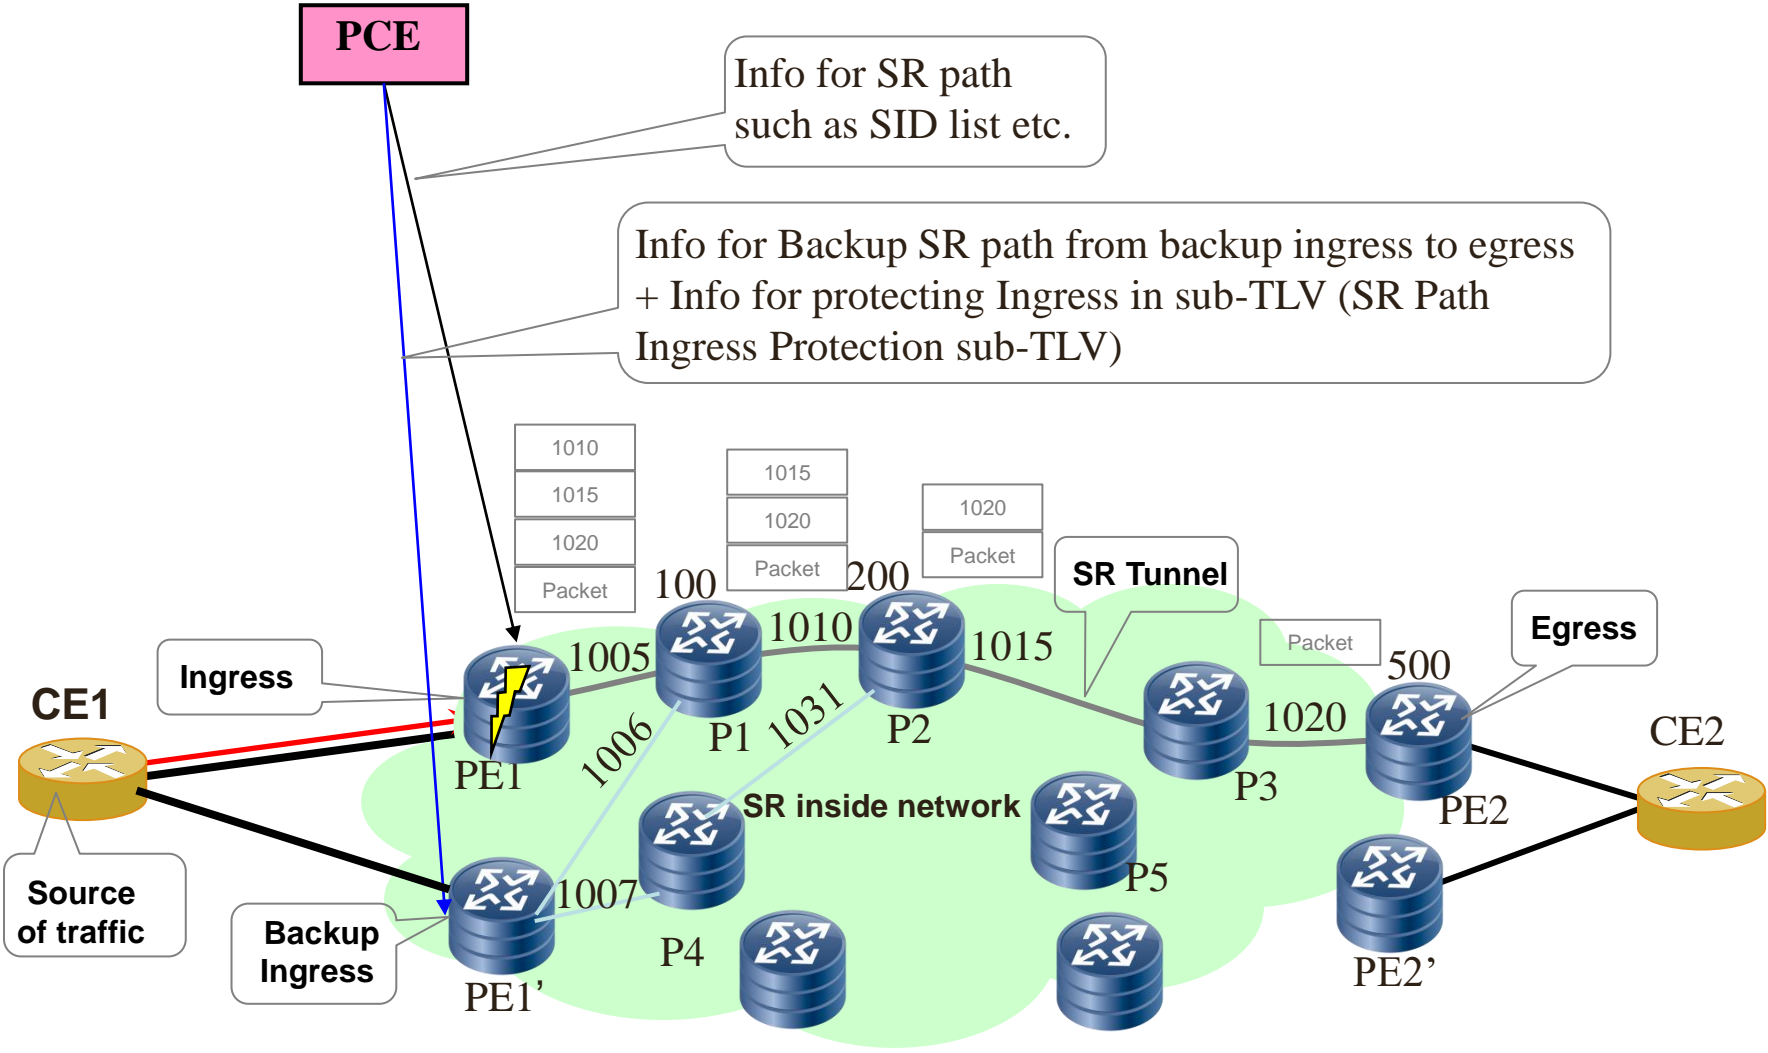 PCE
Info for SR path
such as SID list etc.
Info for Backup SR path from backup ingress to egress
+ Info for protecting Ingress in sub-TLV (SR Path
Ingress Protection sub-TLV)
1010
1015
1020
Packet
1015
1020
Packet
1020
Packet
SR Tunnel
Packet
Egress
Ingress
100
200
500
1005
1010
1015
1020
CE1
PE1
P1
P2
P3
PE2
CE2
1006
1031
SR inside network
P5
Source
of traffic
Backup
Ingress
1007
P4
PE1’
PE2’